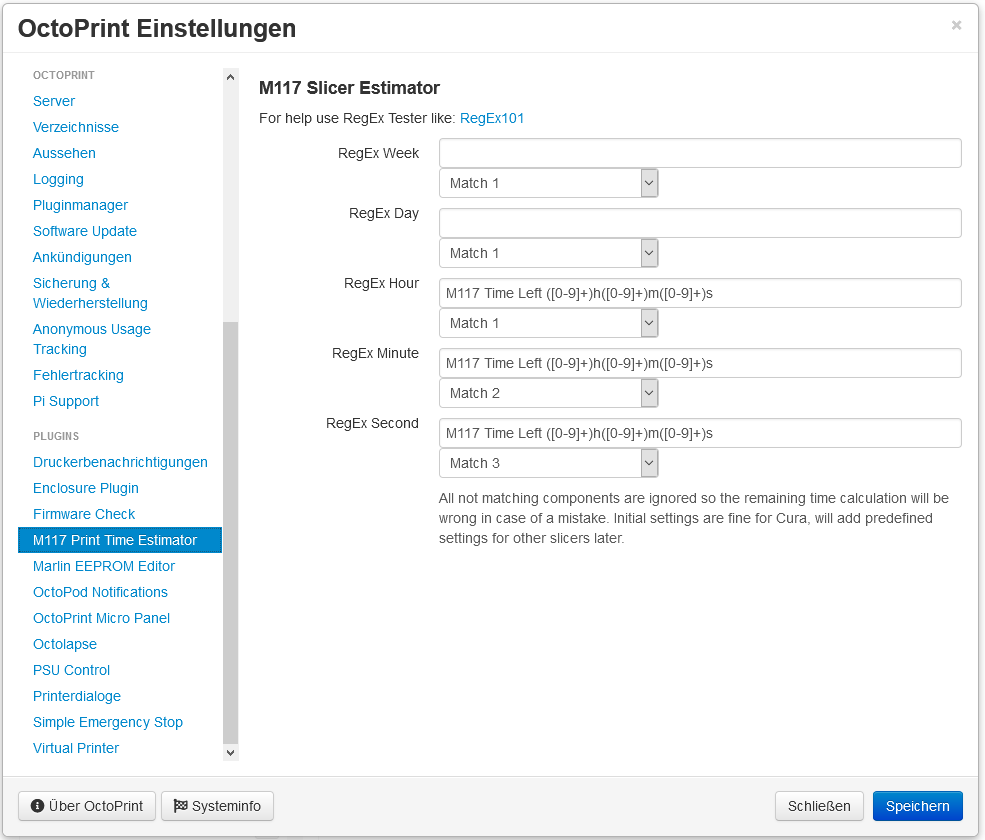 OctoPrint Einstellungen
×
OCTOPRINT
Server
Verzeichnisse
Aussehen
Logging
Pluginmanager
Software Update
Ankündigungen
Sicherung &
Wiederherstellung
Anonymous Usage
Tracking
Fehlertracking
Pi Support
PLUGINS
Druckerbenachrichtigungen
Enclosure Plugin
Firmware Check
M117 Print Time Estimator
Marlin EEPROM Editor
OctoPod Notifications
OctoPrint Micro Panel
Octolapse
PSU Control
Printerdialoge
Simple Emergency Stop
Virtual Printer
M117 Slicer Estimator
For help use RegEx Tester like: RegEx101
RegEx Week
Match 1
RegEx Day
Match 1
RegEx Hour
M117 Time Left ([0-9]+)h([0-9]+)m([0-9]+)s
Match 1
RegEx Minute
M117 Time Left ([0-9]+)h([0-9]+)m([0-9]+)s
Match 2
RegEx Second
M117 Time Left ([0-9]+)h([0-9]+)m([0-9]+)s
Match 3
All not matching components are ignored so the remaining time calculation will be
wrong in case of a mistake. Initial settings are fine for Cura, will add predefined
settings for other slicers later.
Über OctoPrint
Systeminfo
Schließen
Speichern